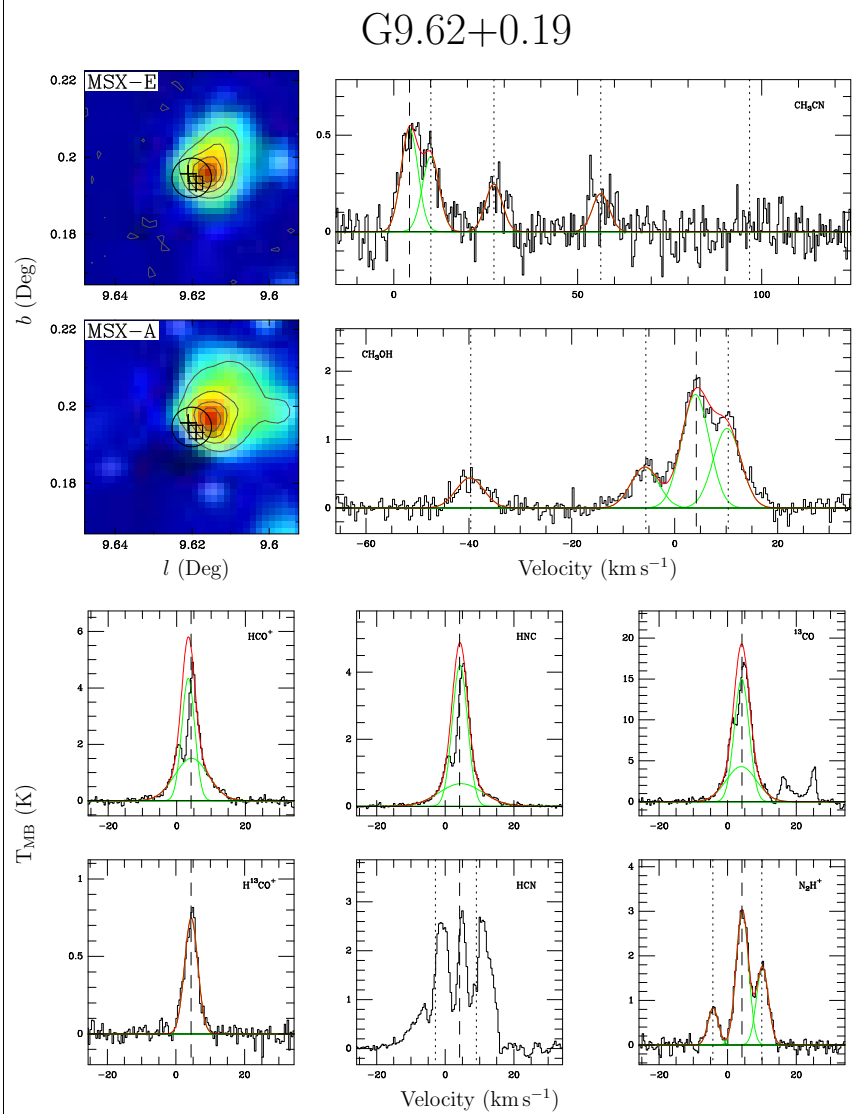 G9.62+0.19
MSX−E
0.22
0.2
0.18
9.64 9.62 9.6
CH₃CN
0.5
0
0 50 100
b (Deg)
MSX−A
0.22
0.2
0.18
9.64 9.62 9.6
l (Deg)
CH₃OH
2
1
0
−60 −40 −20 0 20
Velocity (km s⁻¹)
HCO⁺
6
4
2
0
−20 0 20
HNC
4
2
0
−20 0 20
¹³CO
20
15
10
5
0
−20 0 20
T_MB (K)
H¹³CO⁺
1
0.5
0
−20 0 20
HCN
3
2
1
0
−20 0 20
N₂H⁺
4
3
2
1
0
−20 0 20
Velocity (km s⁻¹)